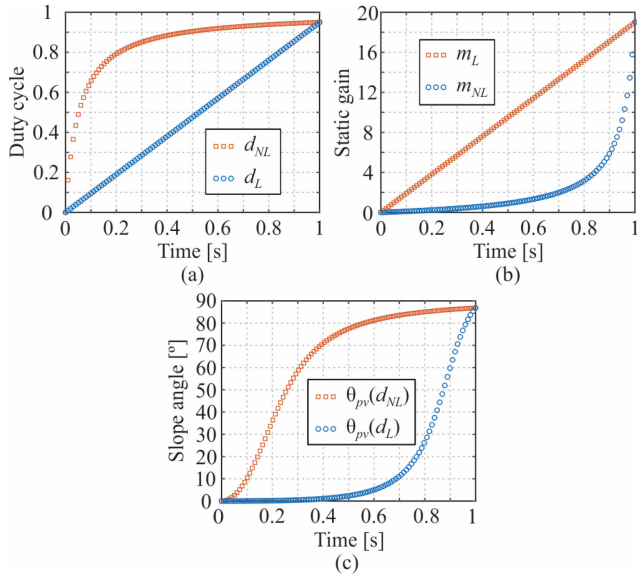 Duty cycle
1
0.8
0.6
0.4
0.2
0
d_NL
d_L
0 0.2 0.4 0.6 0.8 1
Time [s]
(a)
Static gain
20
16
12
8
4
0
m_L
m_NL
0 0.2 0.4 0.6 0.8 1
Time [s]
(b)
Slope angle [º]
90
80
70
60
50
40
30
20
10
0
θ_pv(d_NL)
θ_pv(d_L)
0 0.2 0.4 0.6 0.8 1
Time [s]
(c)